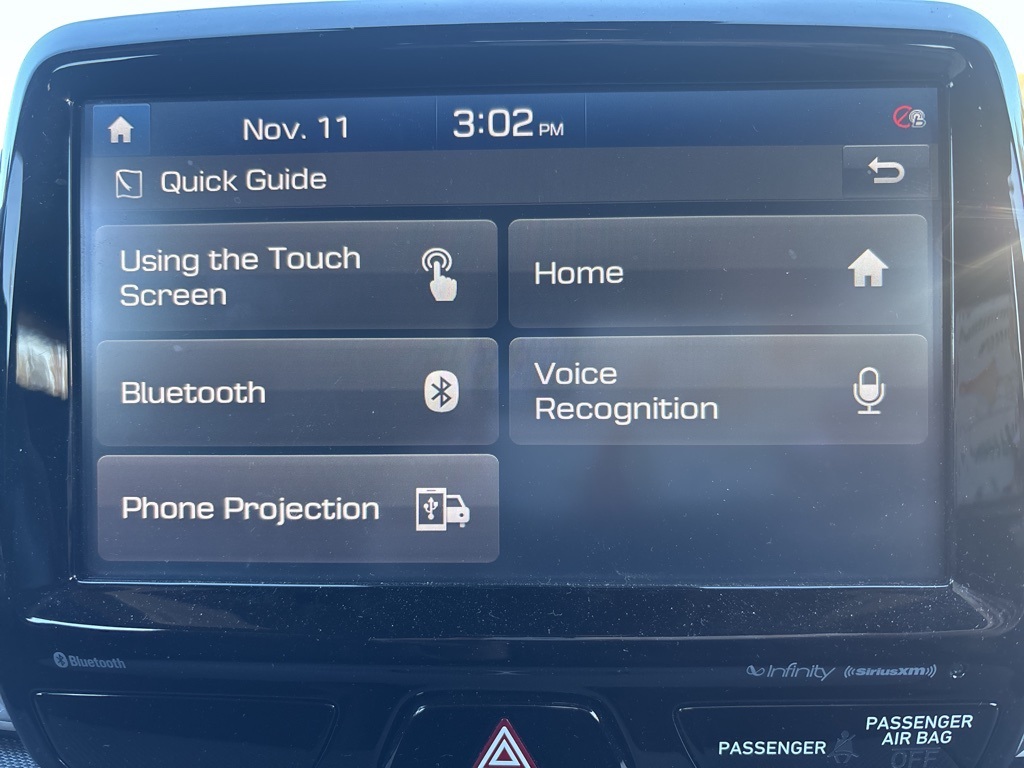 Nov. 11
3:02 PM
Quick Guide
Using the Touch
Screen
Home
Bluetooth
Voice
Recognition
Phone Projection
Bluetooth
Infinity
SiriusXM
PASSENGER
PASSENGER
AIR BAG
OFF